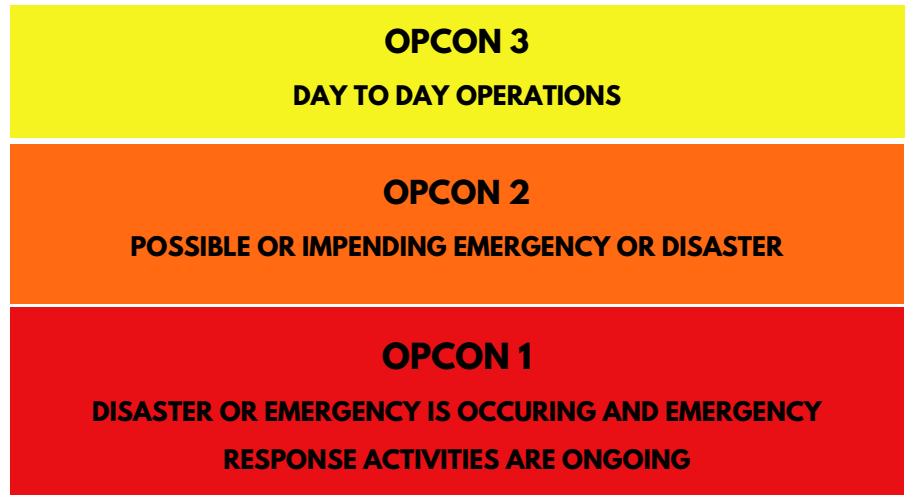 OPCON 3
DAY TO DAY OPERATIONS
OPCON 2
POSSIBLE OR IMPENDING EMERGENCY OR DISASTER
OPCON 1
DISASTER OR EMERGENCY IS OCCURING AND EMERGENCY
RESPONSE ACTIVITIES ARE ONGOING